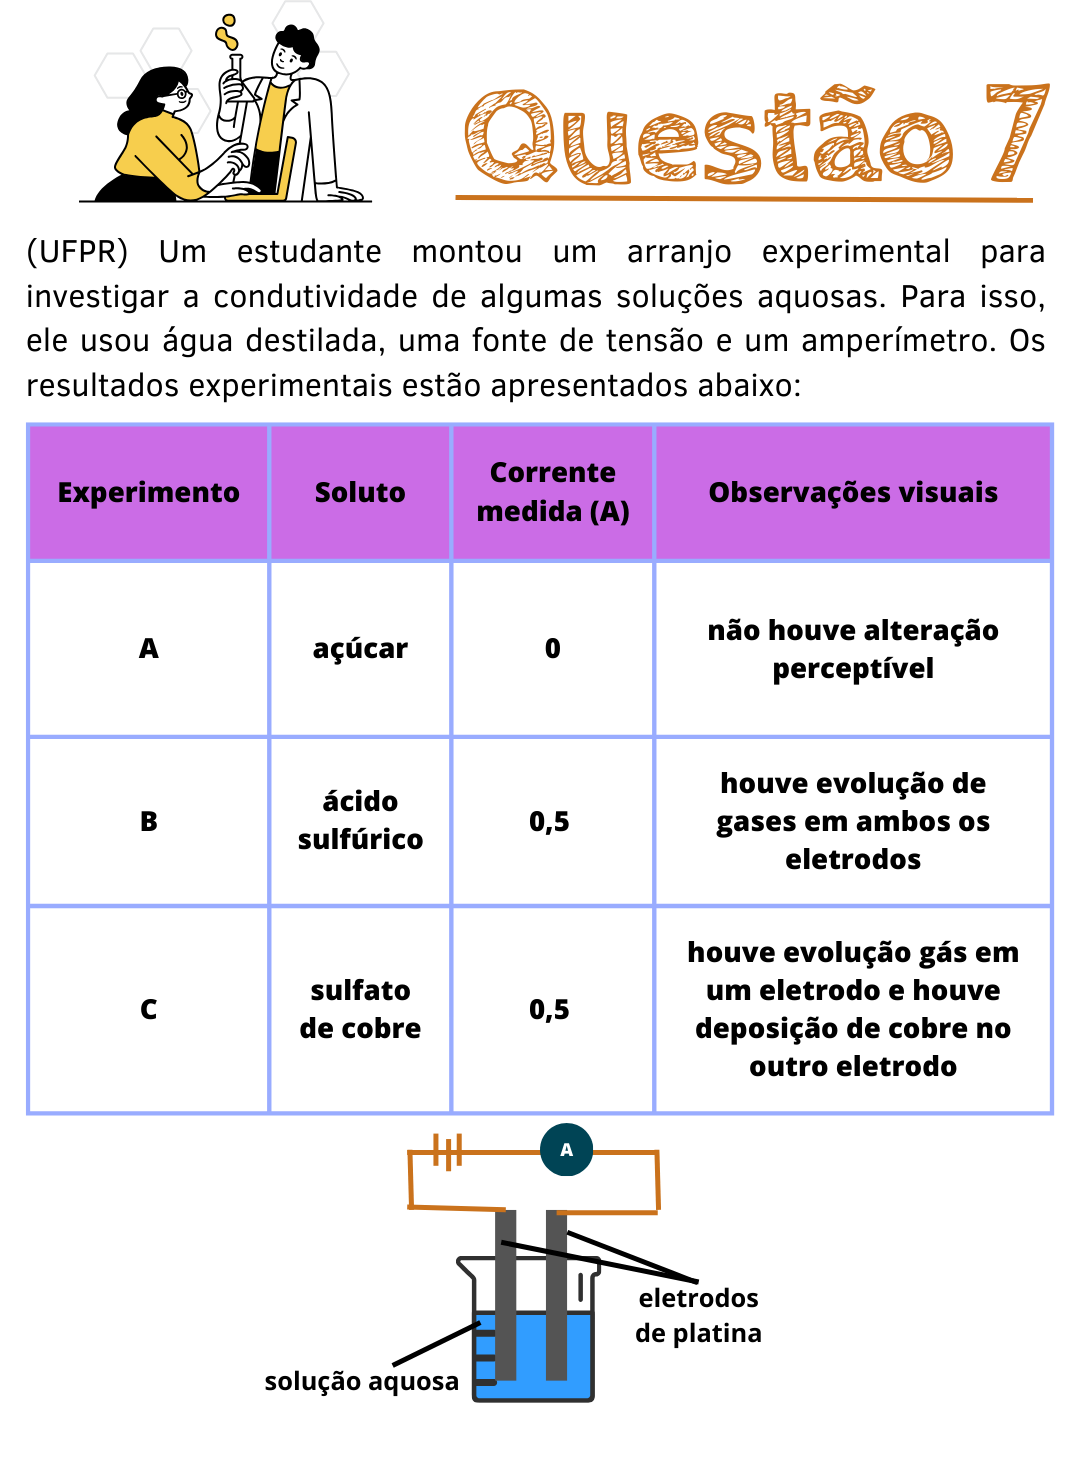 Questão 7
(UFPR) Um estudante montou um arranjo experimental para
investigar a condutividade de algumas soluções aquosas. Para isso,
ele usou água destilada, uma fonte de tensão e um amperímetro. Os
resultados experimentais estão apresentados abaixo:
Experimento
Soluto
Corrente
medida (A)
Observações visuais
A
açúcar
0
não houve alteração
perceptível
B
ácido
sulfúrico
0,5
houve evolução de
gases em ambos os
eletrodos
C
sulfato
de cobre
0,5
houve evolução gás em
um eletrodo e houve
deposição de cobre no
outro eletrodo
A
eletrodos
de platina
solução aquosa